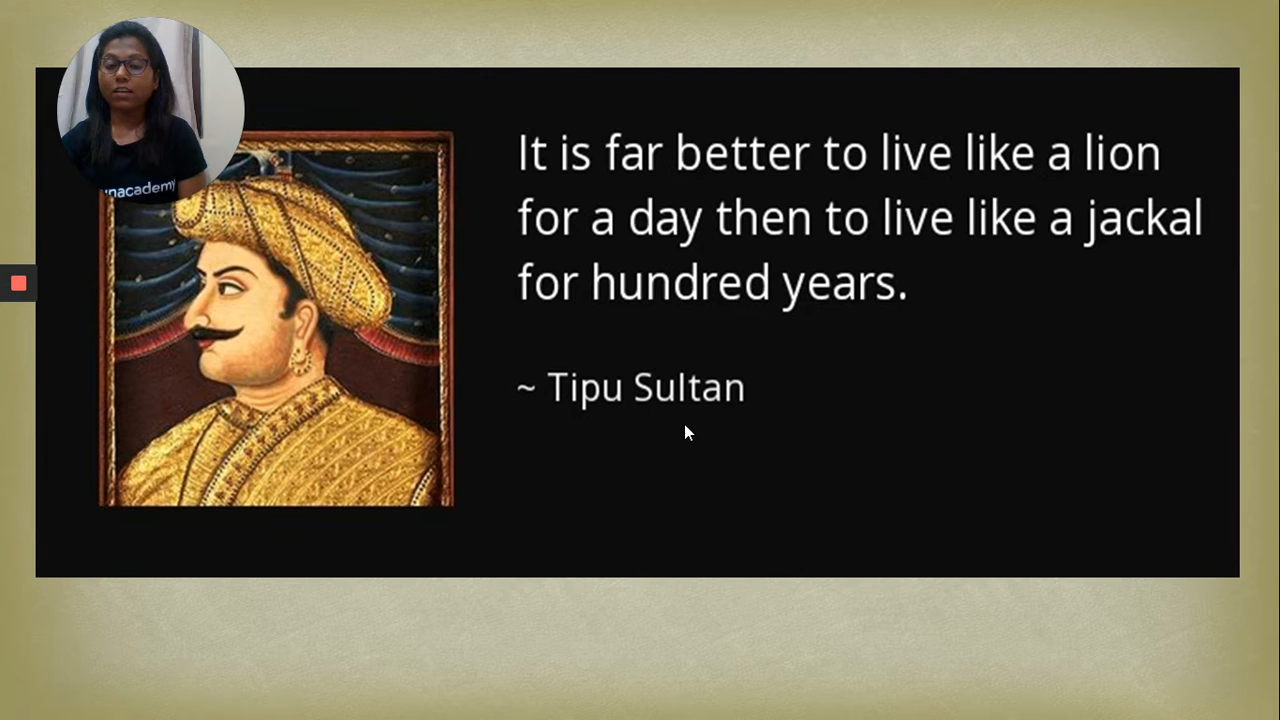 unacademy
It is far better to live like a lion
for a day then to live like a jackal
for hundred years.
~ Tipu Sultan